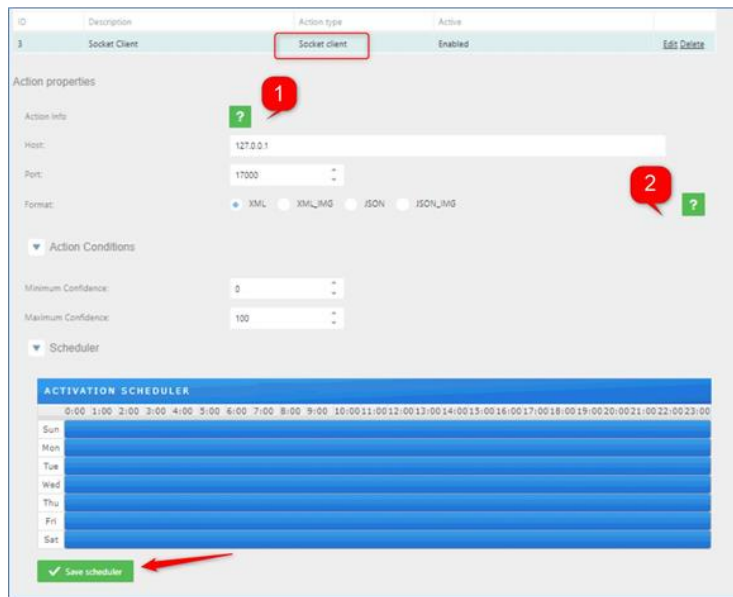 ID Description Action type Active
3 Socket Client Socket client Enabled Edit Delete
Action properties
1
Action Info ?
Host: 127.0.0.1
Port: 17000
2
Format: XML XML_IMG JSON JSON_IMG ?
Action Conditions
Minimum Confidence: 0
Maximum Confidence: 100
Scheduler
ACTIVATION SCHEDULER
0:00 1:00 2:00 3:00 4:00 5:00 6:00 7:00 8:00 9:00 10:00 11:00 12:00 13:00 14:00 15:00 16:00 17:00 18:00 19:00 20:00 21:00 22:00 23:00
Sun
Mon
Tue
Wed
Thu
Fri
Sat
Save scheduler